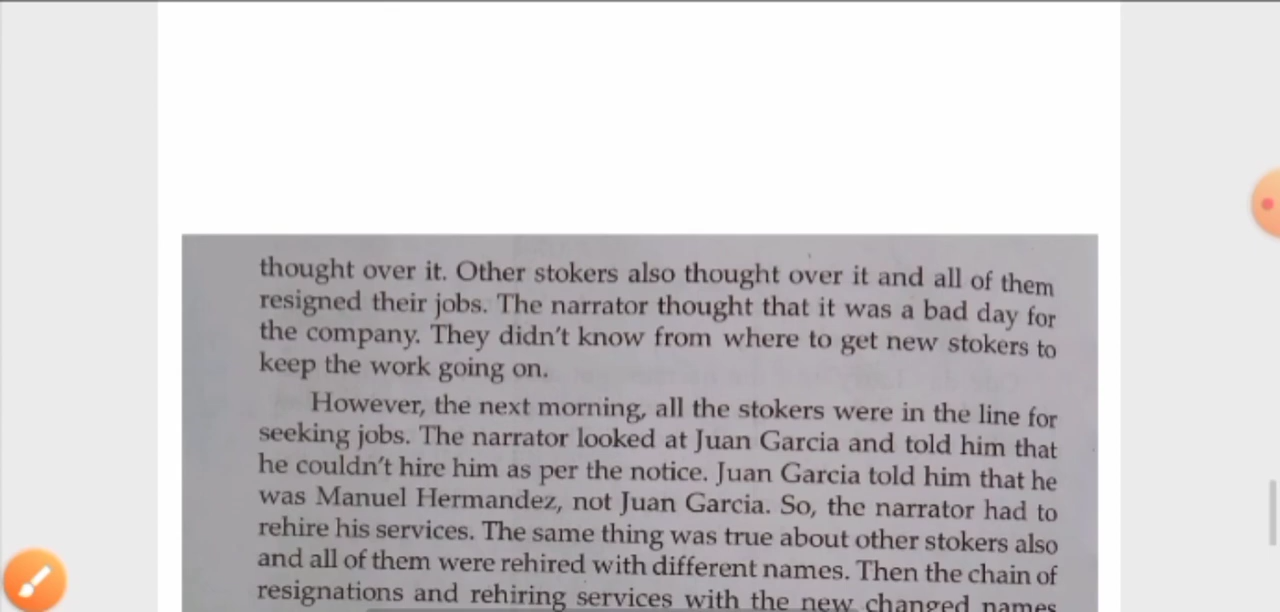 thought over it. Other stokers also thought over it and all of them
resigned their jobs. The narrator thought that it was a bad day for
the company. They didn't know from where to get new stokers to
keep the work going on.
However, the next morning, all the stokers were in the line for
seeking jobs. The narrator looked at Juan Garcia and told him that
he couldn't hire him as per the notice. Juan Garcia told him that he
was Manuel Hermandez, not Juan Garcia. So, the narrator had to
rehire his services. The same thing was true about other stokers also
and all of them were rehired with different names. Then the chain of
resignations and rehiring services with the new changed names